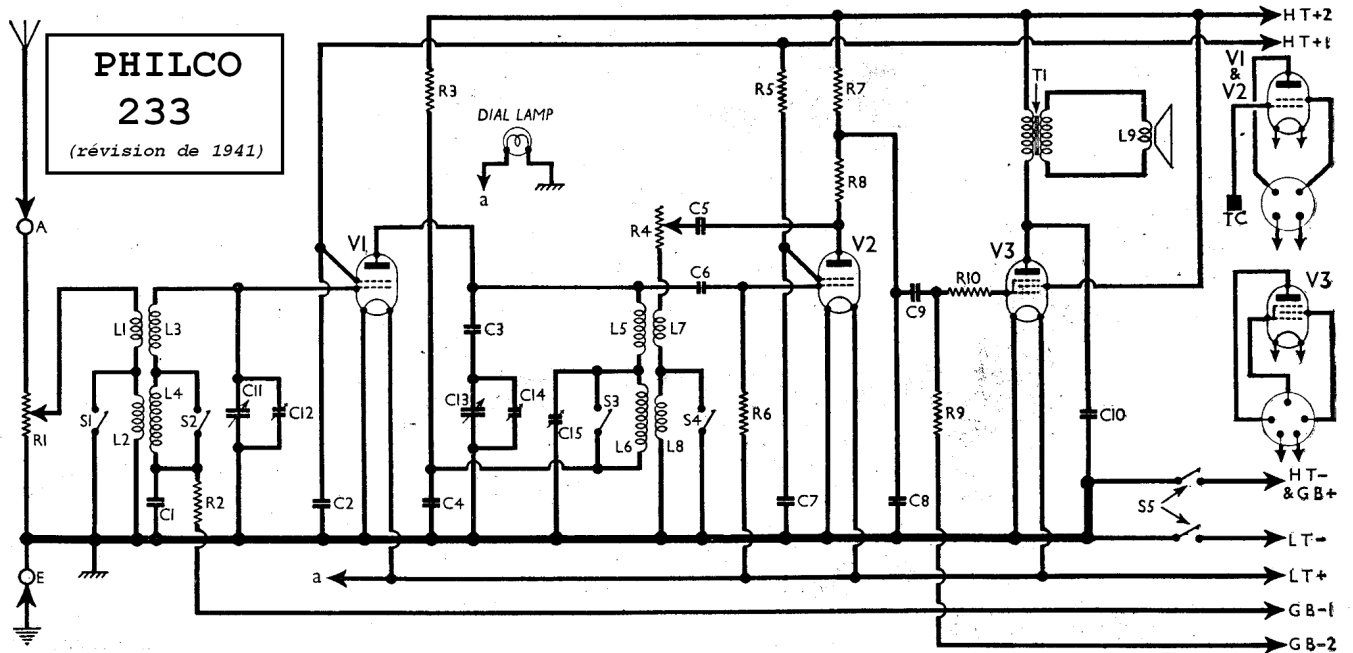 PHILCO
233
(révision de 1941)
HT+2
HT+1
V1
&
V2
R3
R5
R7
T1
DIAL LAMP
L9
a
R8
TC
A
V1
R4
C5
V2
V3
C6
R10
V3
L1
L3
C3
L5
L7
C9
L4
C11
C12
C13
C14
S3
S1
S2
R1
L2
C15
L6
S4
L8
R6
R9
C10
C1
R2
C2
C4
C7
C8
S5
HT-
&GB+
LT-
E
a
LT+
GB-1
GB-2